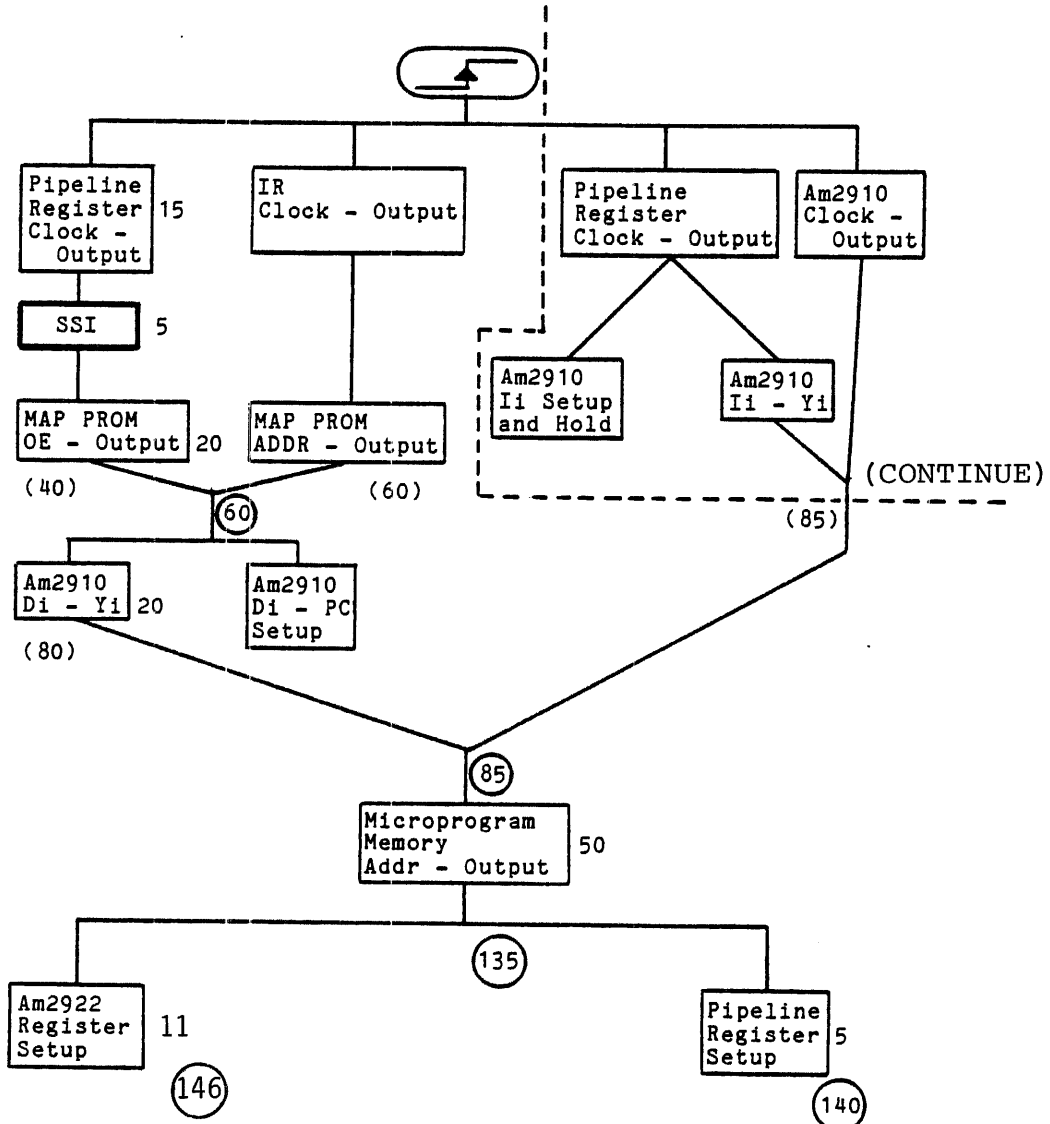 Pipeline
Register
Clock -
Output
15
IR
Clock - Output
Pipeline
Register
Clock - Output
Am2910
Clock -
Output
SSI
5
MAP PROM
OE - Output
20
MAP PROM
ADDR - Output
Am2910
Ii Setup
and Hold
Am2910
Ii - Yi
(CONTINUE)
(40)
(60)
60
(85)
Am2910
Di - Yi
20
Am2910
Di - PC
Setup
(80)
85
Microprogram
Memory
Addr - Output
50
135
Am2922
Register
Setup
11
146
Pipeline
Register
Setup
5
140